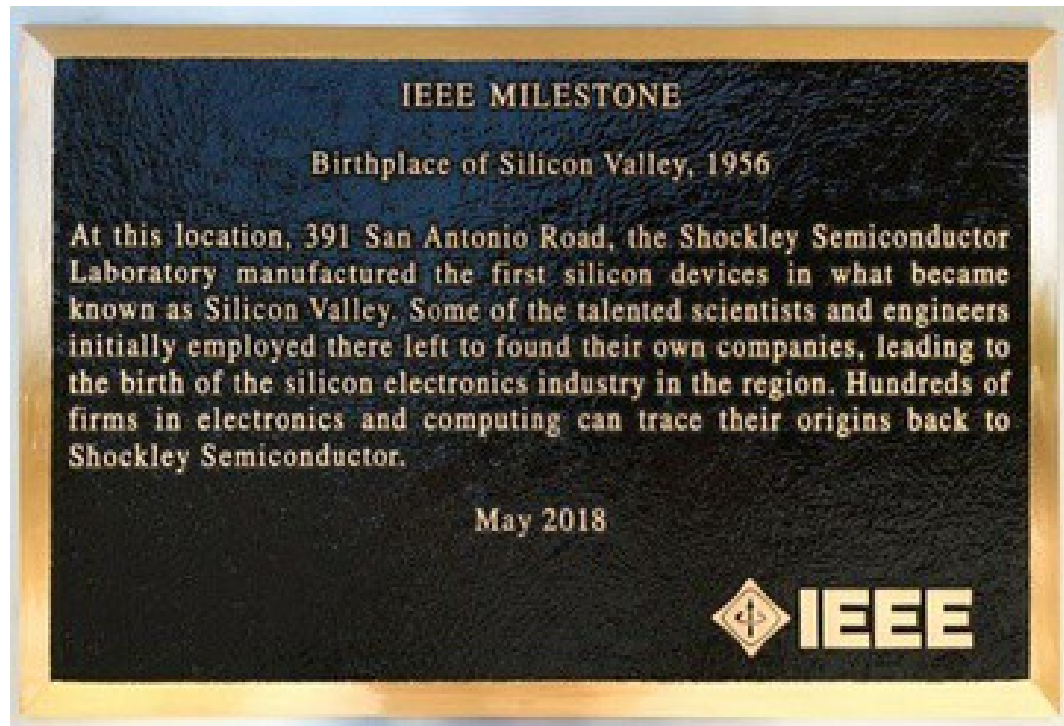 IEEE MILESTONE
Birthplace of Silicon Valley, 1956
At this location, 391 San Antonio Road, the Shockley Semiconductor
Laboratory manufactured the first silicon devices in what became
known as Silicon Valley. Some of the talented scientists and engineers
initially employed there left to found their own companies, leading to
the birth of the silicon electronics industry in the region. Hundreds of
firms in electronics and computing can trace their origins back to
Shockley Semiconductor.
May 2018
IEEE